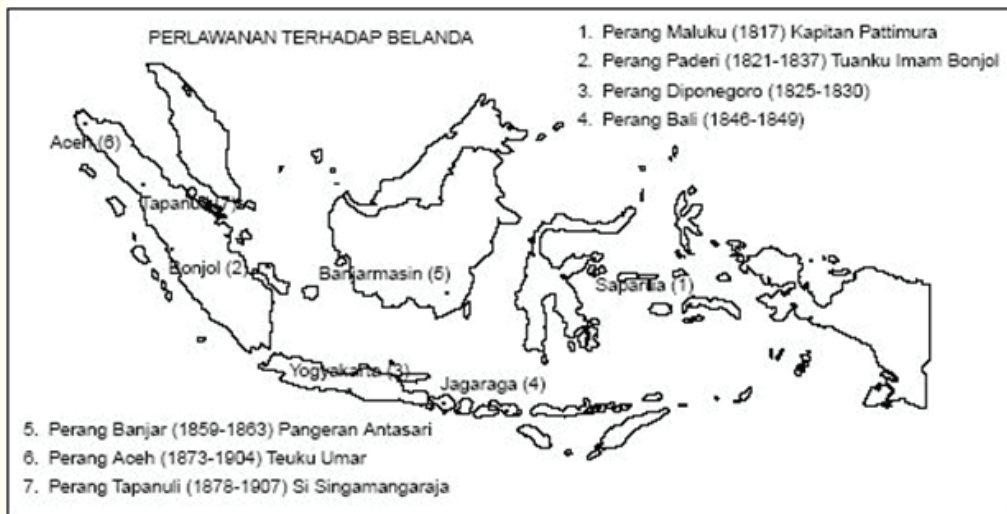 PERLAWANAN TERHADAP BELANDA
1. Perang Maluku (1817) Kapitan Pattimura
2. Perang Paderi (1821-1837) Tuanku Imam Bonjol
3. Perang Diponegoro (1825-1830)
4. Perang Bali (1846-1849)
Aceh (6)
Tapanuli (7)
Bonjol (2)
Banjarmasin (5)
Saparua (1)
Yogyakarta (3)
Jagaraga (4)
5. Perang Banjar (1859-1863) Pangeran Antasari
6. Perang Aceh (1873-1904) Teuku Umar
7. Perang Tapanuli (1878-1907) Si Singamangaraja